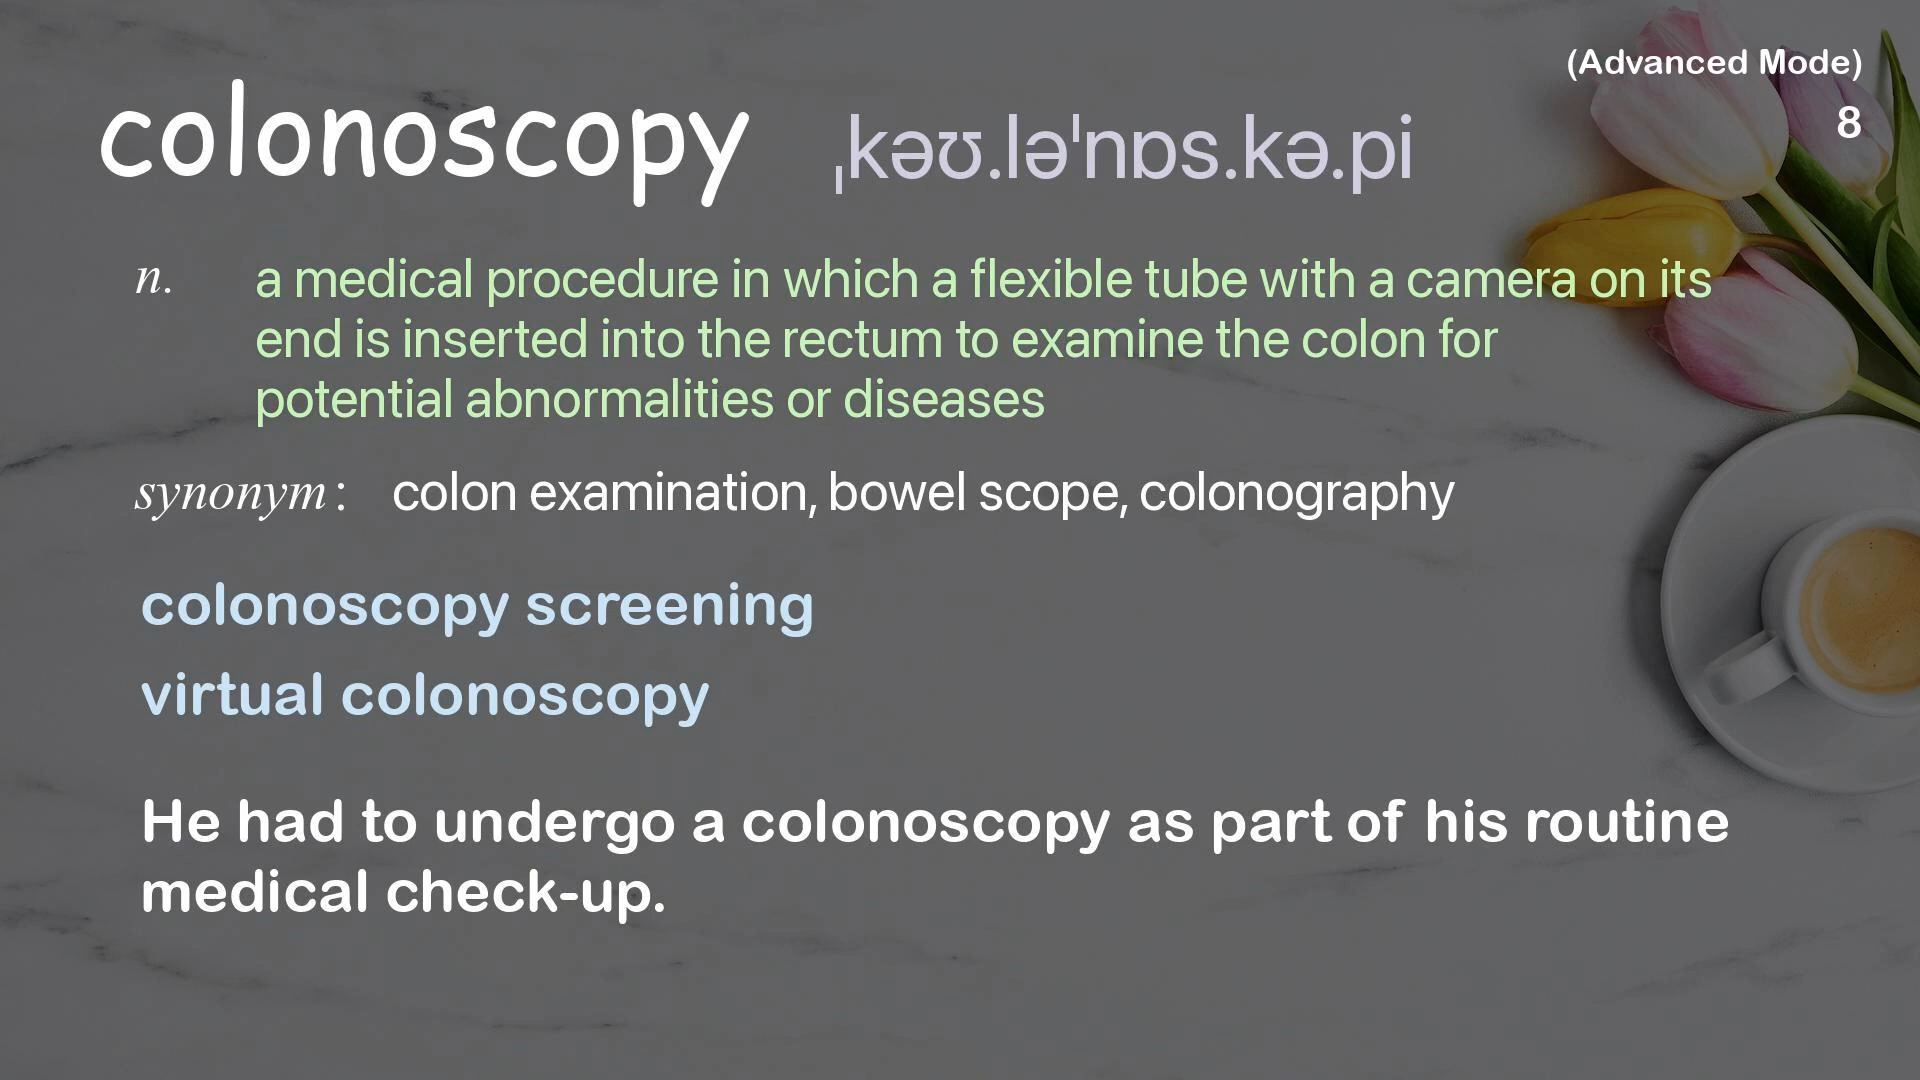 (Advanced Mode)
8
colonoscopy ˌkəʊ.ləˈnɒs.kə.pi
n. a medical procedure in which a flexible tube with a camera on its
end is inserted into the rectum to examine the colon for
potential abnormalities or diseases
synonym : colon examination, bowel scope, colonography
colonoscopy screening
virtual colonoscopy
He had to undergo a colonoscopy as part of his routine
medical check-up.